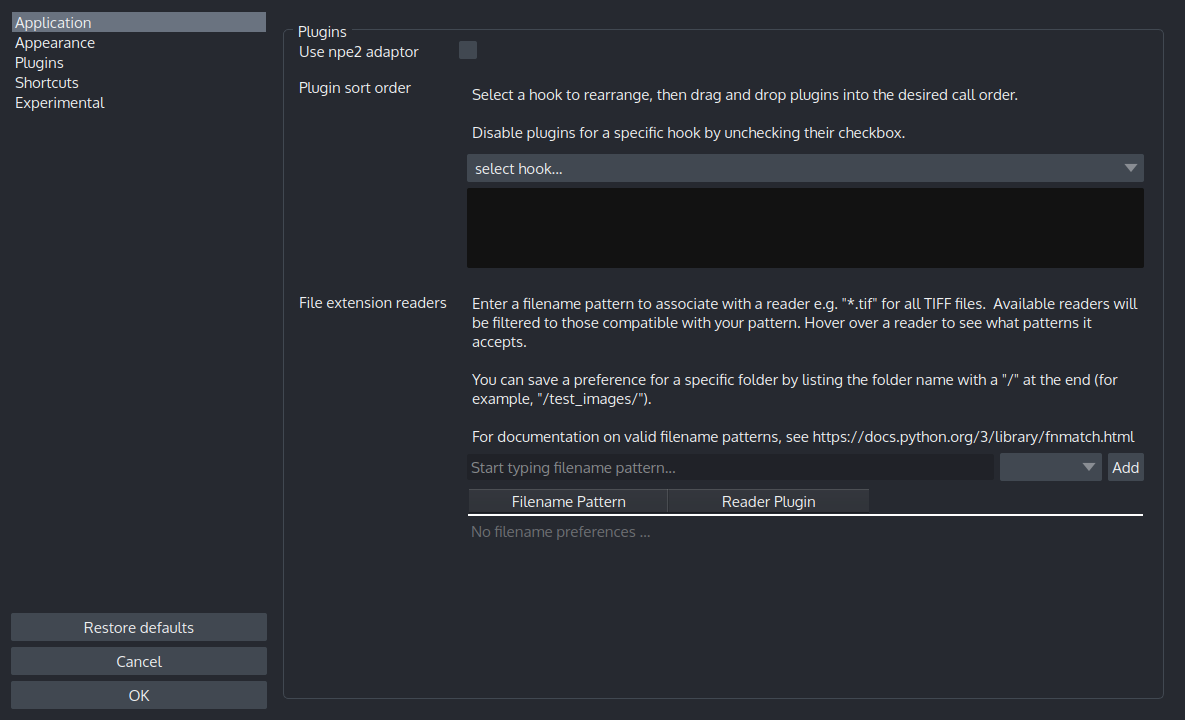 Application
Appearance
Plugins
Shortcuts
Experimental
Restore defaults
Cancel
OK
Plugins
Use npe2 adaptor
Plugin sort order
Select a hook to rearrange, then drag and drop plugins into the desired call order.
Disable plugins for a specific hook by unchecking their checkbox.
select hook...
File extension readers
Enter a filename pattern to associate with a reader e.g. "*.tif" for all TIFF files.  Available readers will
be filtered to those compatible with your pattern. Hover over a reader to see what patterns it
accepts.
You can save a preference for a specific folder by listing the folder name with a "/" at the end (for
example, "/test_images/").
For documentation on valid filename patterns, see https://docs.python.org/3/library/fnmatch.html
Start typing filename pattern...
Add
Filename Pattern
Reader Plugin
No filename preferences ...